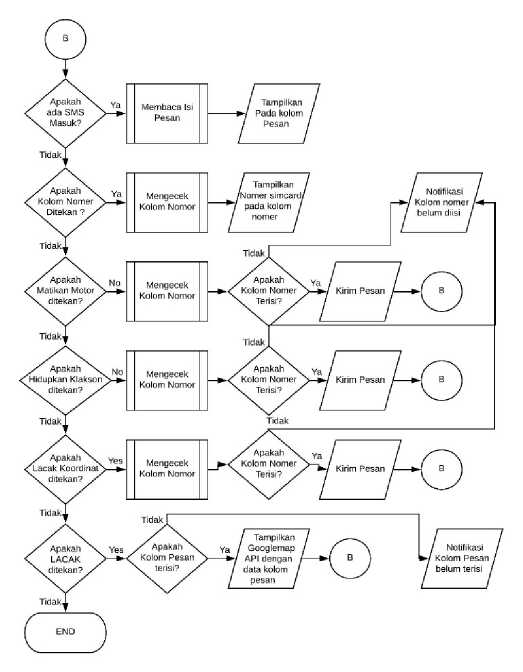 B
Apakah
ada SMS
Masuk?
Ya
Membaca Isi
Pesan
Tampilkan
Pada kolom
Pesan
Tidak
Apakah
Kolom Nomer
Ditekan ?
Ya
Mengecek
Kolom Nomor
Tampilkan
Nomer simcard
pada kolom
nomer
Notifikasi
Kolom nomer
belum diisi
Tidak
Apakah
Matikan Motor
ditekan?
No
Mengecek
Kolom Nomor
Tidak
Apakah
Kolom Nomer
Terisi?
Ya
Kirim Pesan
B
Tidak
Apakah
Hidupkan Klakson
ditekan?
No
Mengecek
Kolom Nomor
Tidak
Apakah
Kolom Nomer
Terisi?
Ya
Kirim Pesan
B
Tidak
Apakah
Lacak Koordinat
ditekan?
Yes
Mengecek
Kolom Nomor
Tidak
Apakah
Kolom Nomer
Terisi?
Ya
Kirim Pesan
B
Tidak
Apakah
LACAK
ditekan?
Yes
Tidak
Apakah
Kolom Pesan
terisi?
Ya
Tampilkan
Googlemap
API dengan
data kolom
pesan
B
Notifikasi
Kolom Pesan
belum terisi
Tidak
END